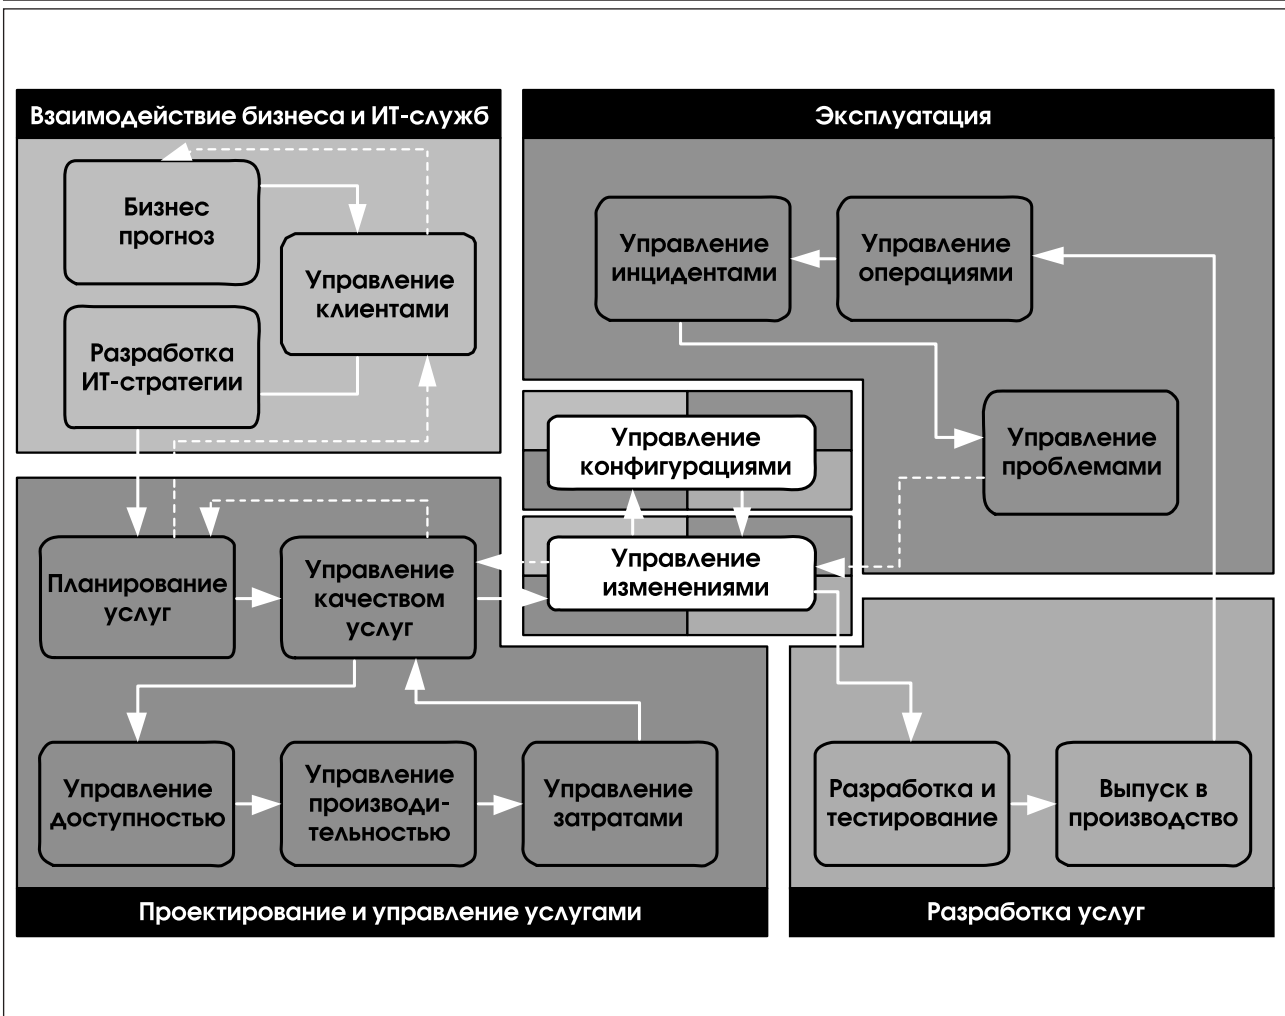 Взаимодействие бизнеса и ИТ-служб
Бизнес
прогноз
Управление
клиентами
Разработка
ИТ-стратегии
Эксплуатация
Управление
инцидентами
Управление
операциями
Управление
проблемами
Управление
конфигурациями
Управление
изменениями
Планирование
услуг
Управление
качеством
услуг
Управление
доступностью
Управление
производи-
тельностью
Управление
затратами
Проектирование и управление услугами
Разработка и
тестирование
Выпуск в
производство
Разработка услуг